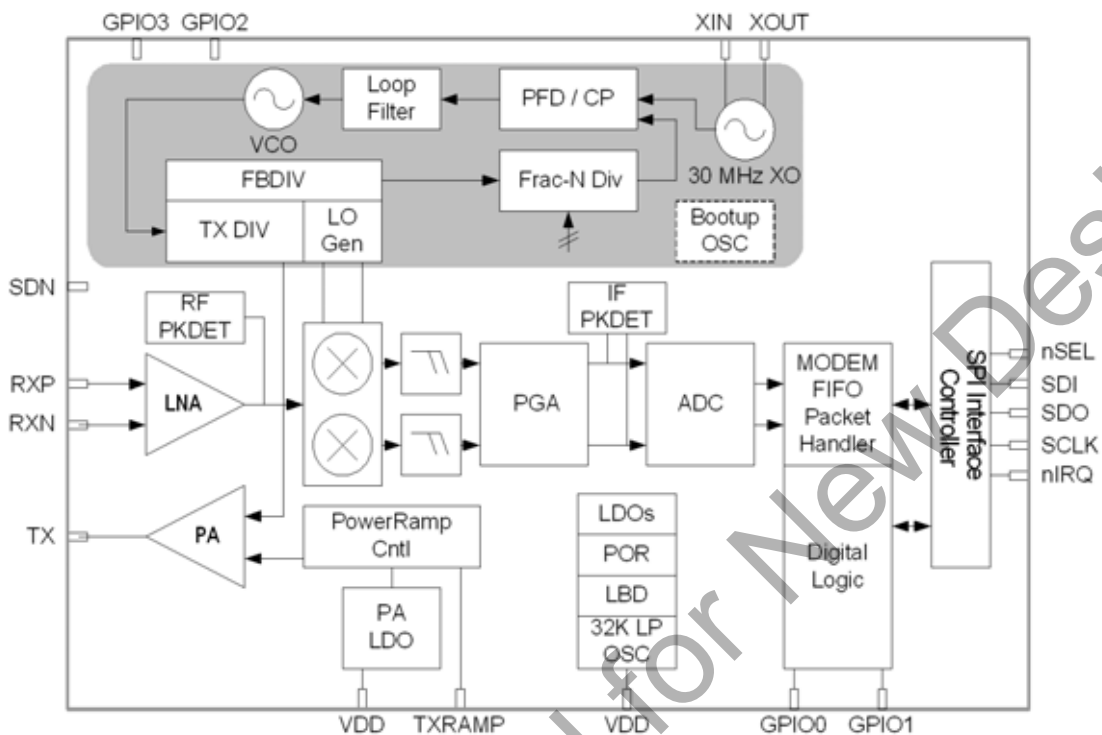 GPIO3 GPIO2
XIN XOUT
Loop
Filter
PFD / CP
VCO
30 MHz XO
FBDIV
Frac-N Div
TX DIV
LO
Gen
Bootup
OSC
SDN
RF
PKDET
IF
PKDET
RXP
RXN
LNA
PGA
ADC
MODEM
FIFO
Packet
Handler
SPI Interface
Controller
nSEL
SDI
SDO
SCLK
nIRQ
TX
PA
PowerRamp
Cntl
PA
LDO
LDOs
POR
LBD
32K LP
OSC
Digital
Logic
VDD
TXRAMP
VDD
GPIO0
GPIO1
for New Des